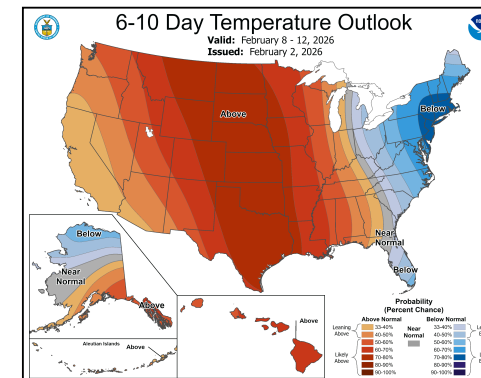 6-10 Day Temperature Outlook
Valid: February 8 - 12, 2026
Issued: February 2, 2026
Above
Below
Near
Normal
Below
Below
Near
Normal
Above
Aleutian Islands
Above
Above
Probability
(Percent Chance)
Above Normal
Below Normal
Leaning
Above
33-40%
40-50%
50-60%
60-70%
Likely
Above
70-80%
80-90%
90-100%
Near
Normal
33-40%
40-50%
50-60%
60-70%
70-80%
80-90%
90-100%